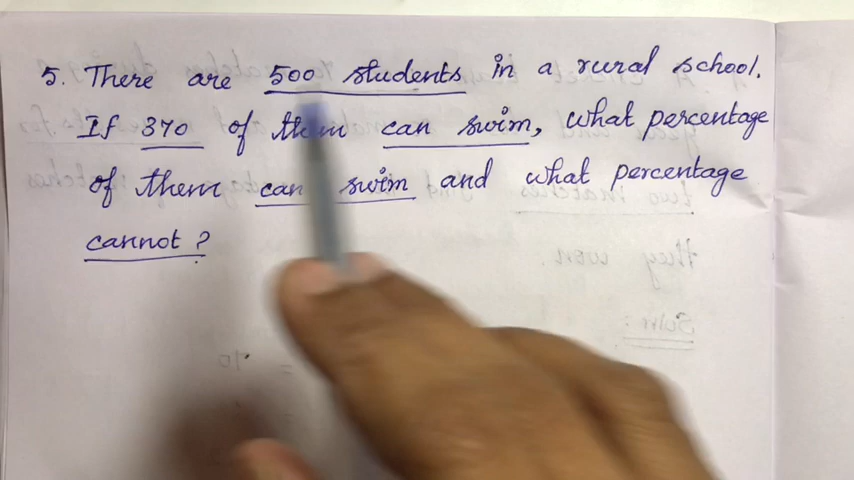 5. There are 500 students in a rural school.
If 370 of them can swim, what percentage
of them can swim and what percentage
cannot?